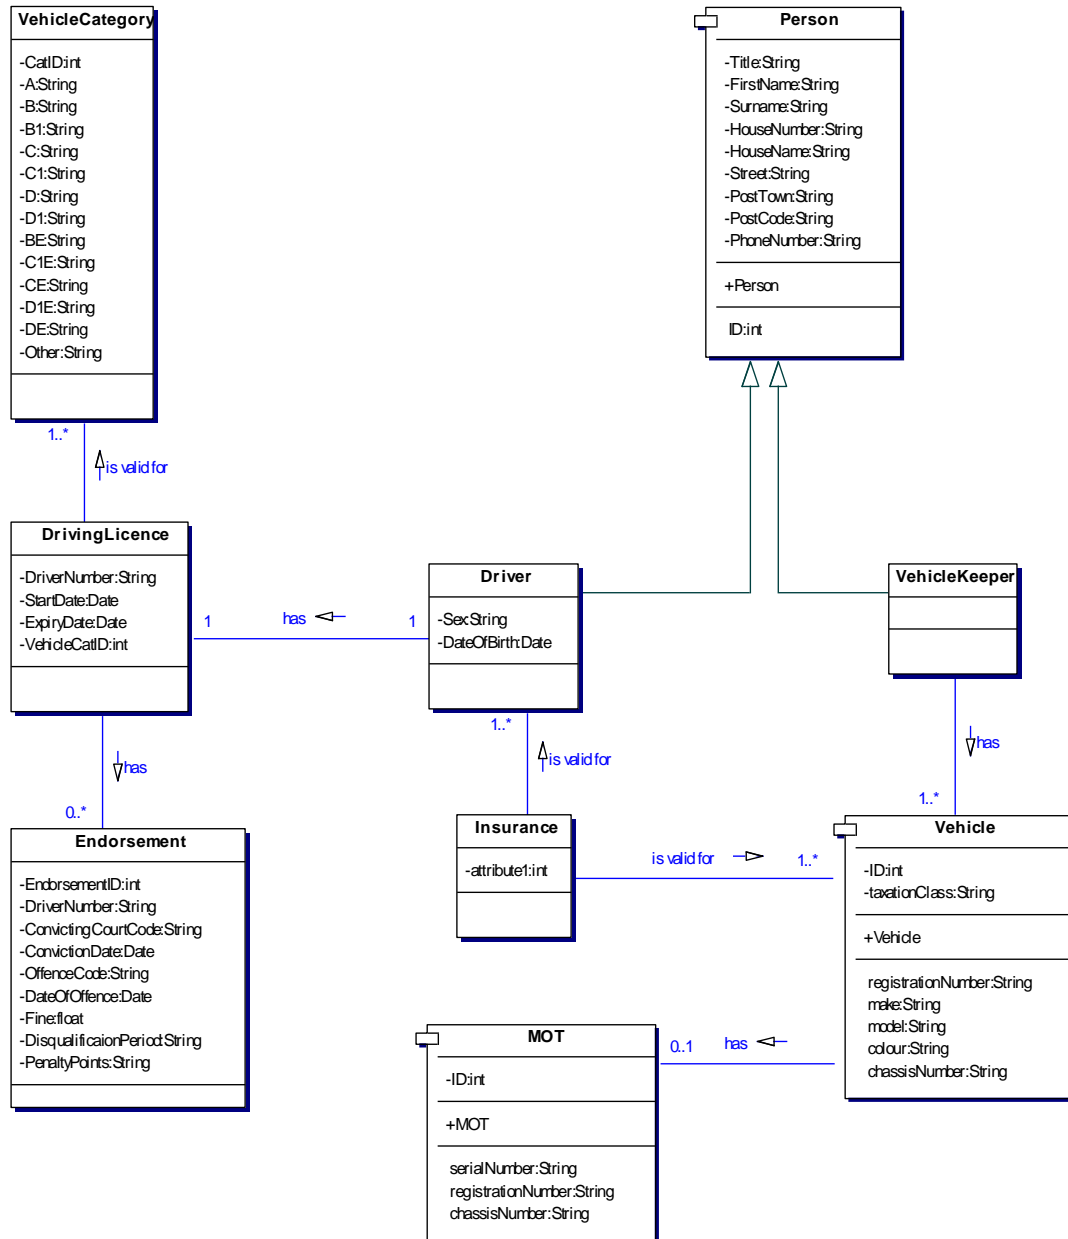 VehicleCategory
-CatID:int
-A:String
-B:String
-B1:String
-C:String
-C1:String
-D:String
-D1:String
-BE:String
-C1E:String
-CE:String
-D1E:String
-DE:String
-Other:String
Person
-Title:String
-FirstName:String
-Surname:String
-HouseNumber:String
-HouseName:String
-Street:String
-PostTown:String
-PostCode:String
-PhoneNumber:String
+Person
ID:int
1..*
is valid for
DrivingLicence
-DriverNumber:String
-StartDate:Date
-ExpiryDate:Date
-VehicleCatID:int
1
has
1
Driver
-Sex:String
-DateOfBirth:Date
VehicleKeeper
has
0..*
1..*
is valid for
has
1..*
Endorsement
-EndorsementID:int
-DriverNumber:String
-ConvictingCourtCode:String
-ConvictionDate:Date
-OffenceCode:String
-DateOfOffence:Date
-Fine:float
-DisqualificaionPeriod:String
-PenaltyPoints:String
Insurance
-attribute1:int
is valid for
1..*
Vehicle
-ID:int
-taxationClass:String
+Vehicle
registrationNumber:String
make:String
model:String
colour:String
chassisNumber:String
MOT
-ID:int
+MOT
serialNumber:String
registrationNumber:String
chassisNumber:String
0..1
has